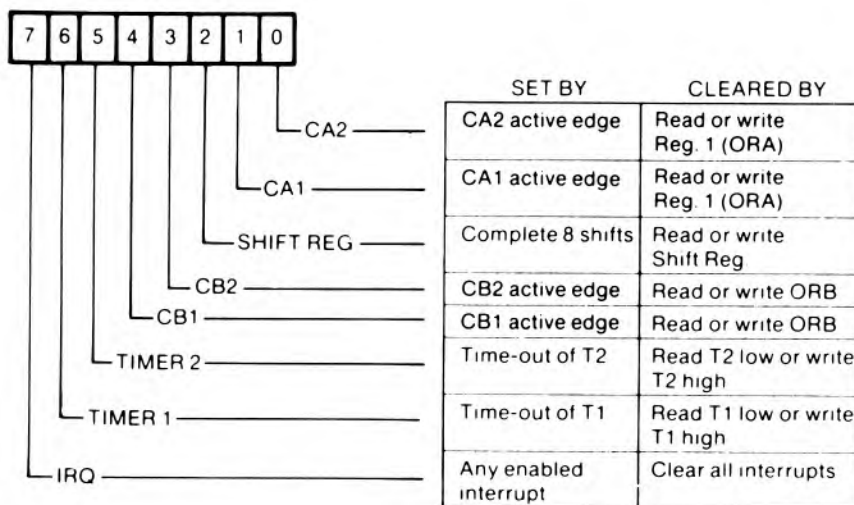 7 6 5 4 3 2 1 0
SET BY CLEARED BY
CA2 CA2 active edge Read or write
Reg. 1 (ORA)
CA1 CA1 active edge Read or write
Reg. 1 (ORA)
SHIFT REG Complete 8 shifts Read or write
Shift Reg
CB2 CB2 active edge Read or write ORB
CB1 CB1 active edge Read or write ORB
TIMER 2 Time-out of T2 Read T2 low or write
T2 high
TIMER 1 Time-out of T1 Read T1 low or write
T1 high
IRQ Any enabled Clear all interrupts
interrupt